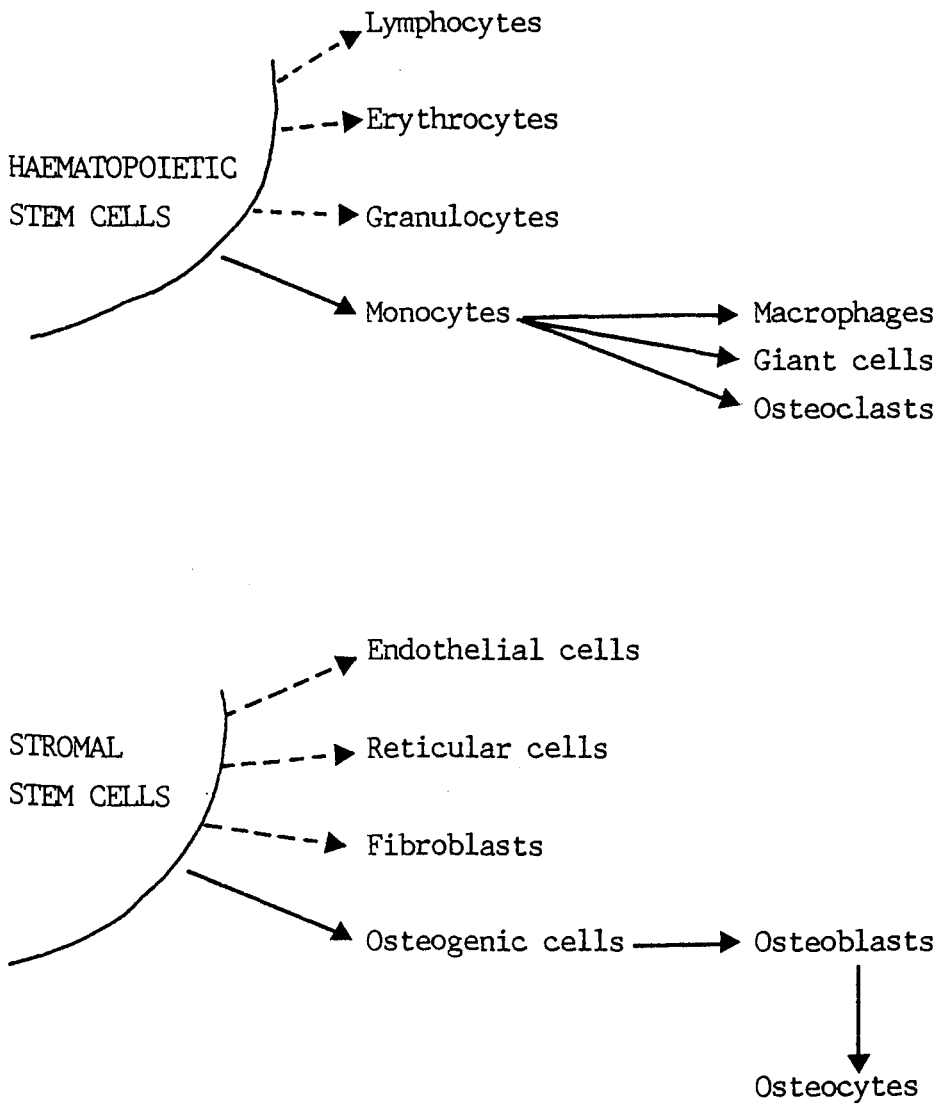 Lymphocytes
Erythrocytes
HAEMATOPOIETIC
STEM CELLS
Granulocytes
Monocytes
Macrophages
Giant cells
Osteoclasts
Endothelial cells
STROMAL
STEM CELLS
Reticular cells
Fibroblasts
Osteogenic cells
Osteoblasts
Osteocytes